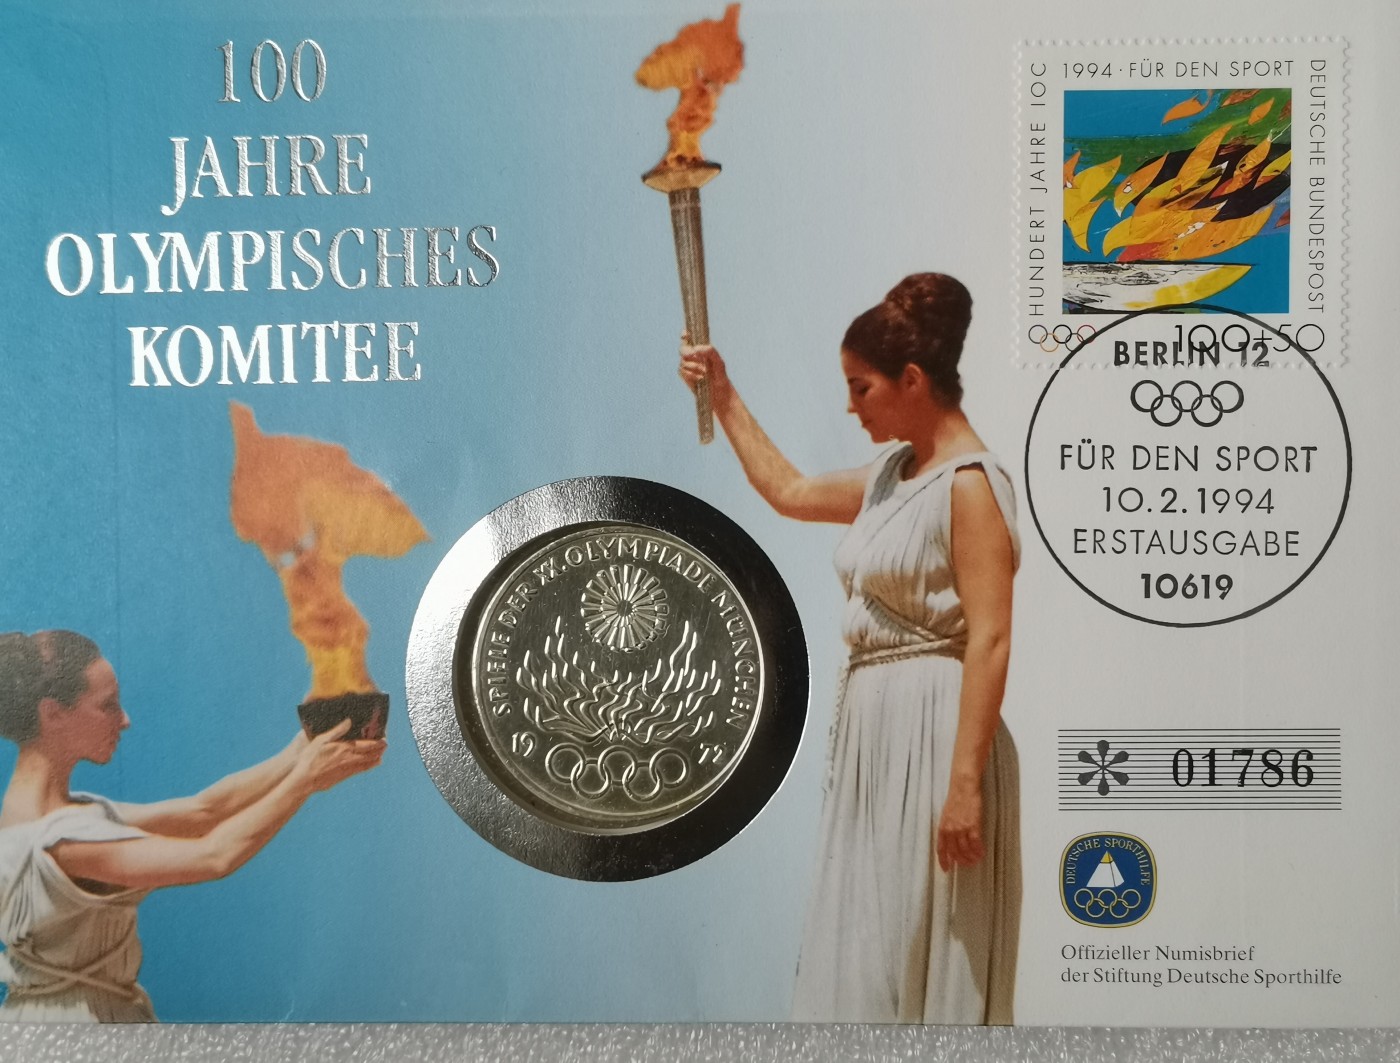 100
JAHRE
OLYMPISCHES
KOMITEE
HUNDERT JAHRE IOC
1994 · FÜR DEN SPORT
DEUTSCHE BUNDESPOST
100+50
BERLIN 12
FÜR DEN SPORT
10.2.1994
ERSTAUSGABE
10619
SPIELE DER XX. OLYMPIADE MÜNCHEN
1972
* 01786
DEUTSCHE SPORTHILFE
Offizieller Numisbrief
der Stiftung Deutsche Sporthilfe